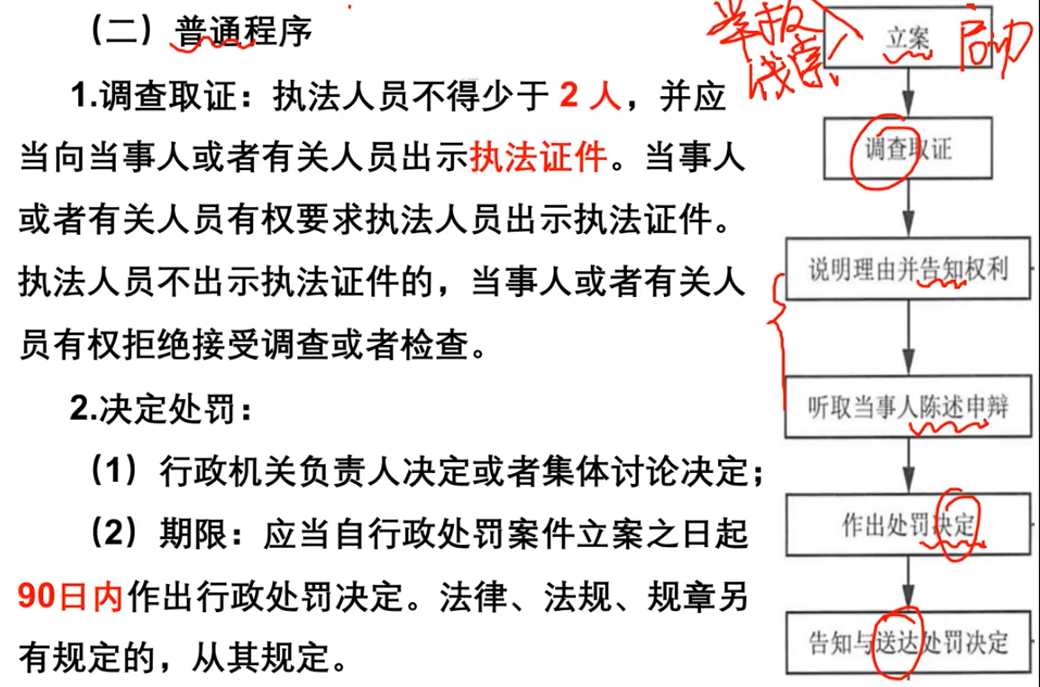 （二）普通程序
1.调查取证：执法人员不得少于 2 人，并应
当向当事人或者有关人员出示执法证件。当事人
或者有关人员有权要求执法人员出示执法证件。
执法人员不出示执法证件的，当事人或者有关人
员有权拒绝接受调查或者检查。
2.决定处罚：
（1）行政机关负责人决定或者集体讨论决定；
（2）期限：应当自行政处罚案件立案之日起
90日内作出行政处罚决定。法律、法规、规章另
有规定的，从其规定。
举报
线索
立案
启动
调查取证
说明理由并告知权利
听取当事人陈述申辩
作出处罚决定
告知与送达处罚决定